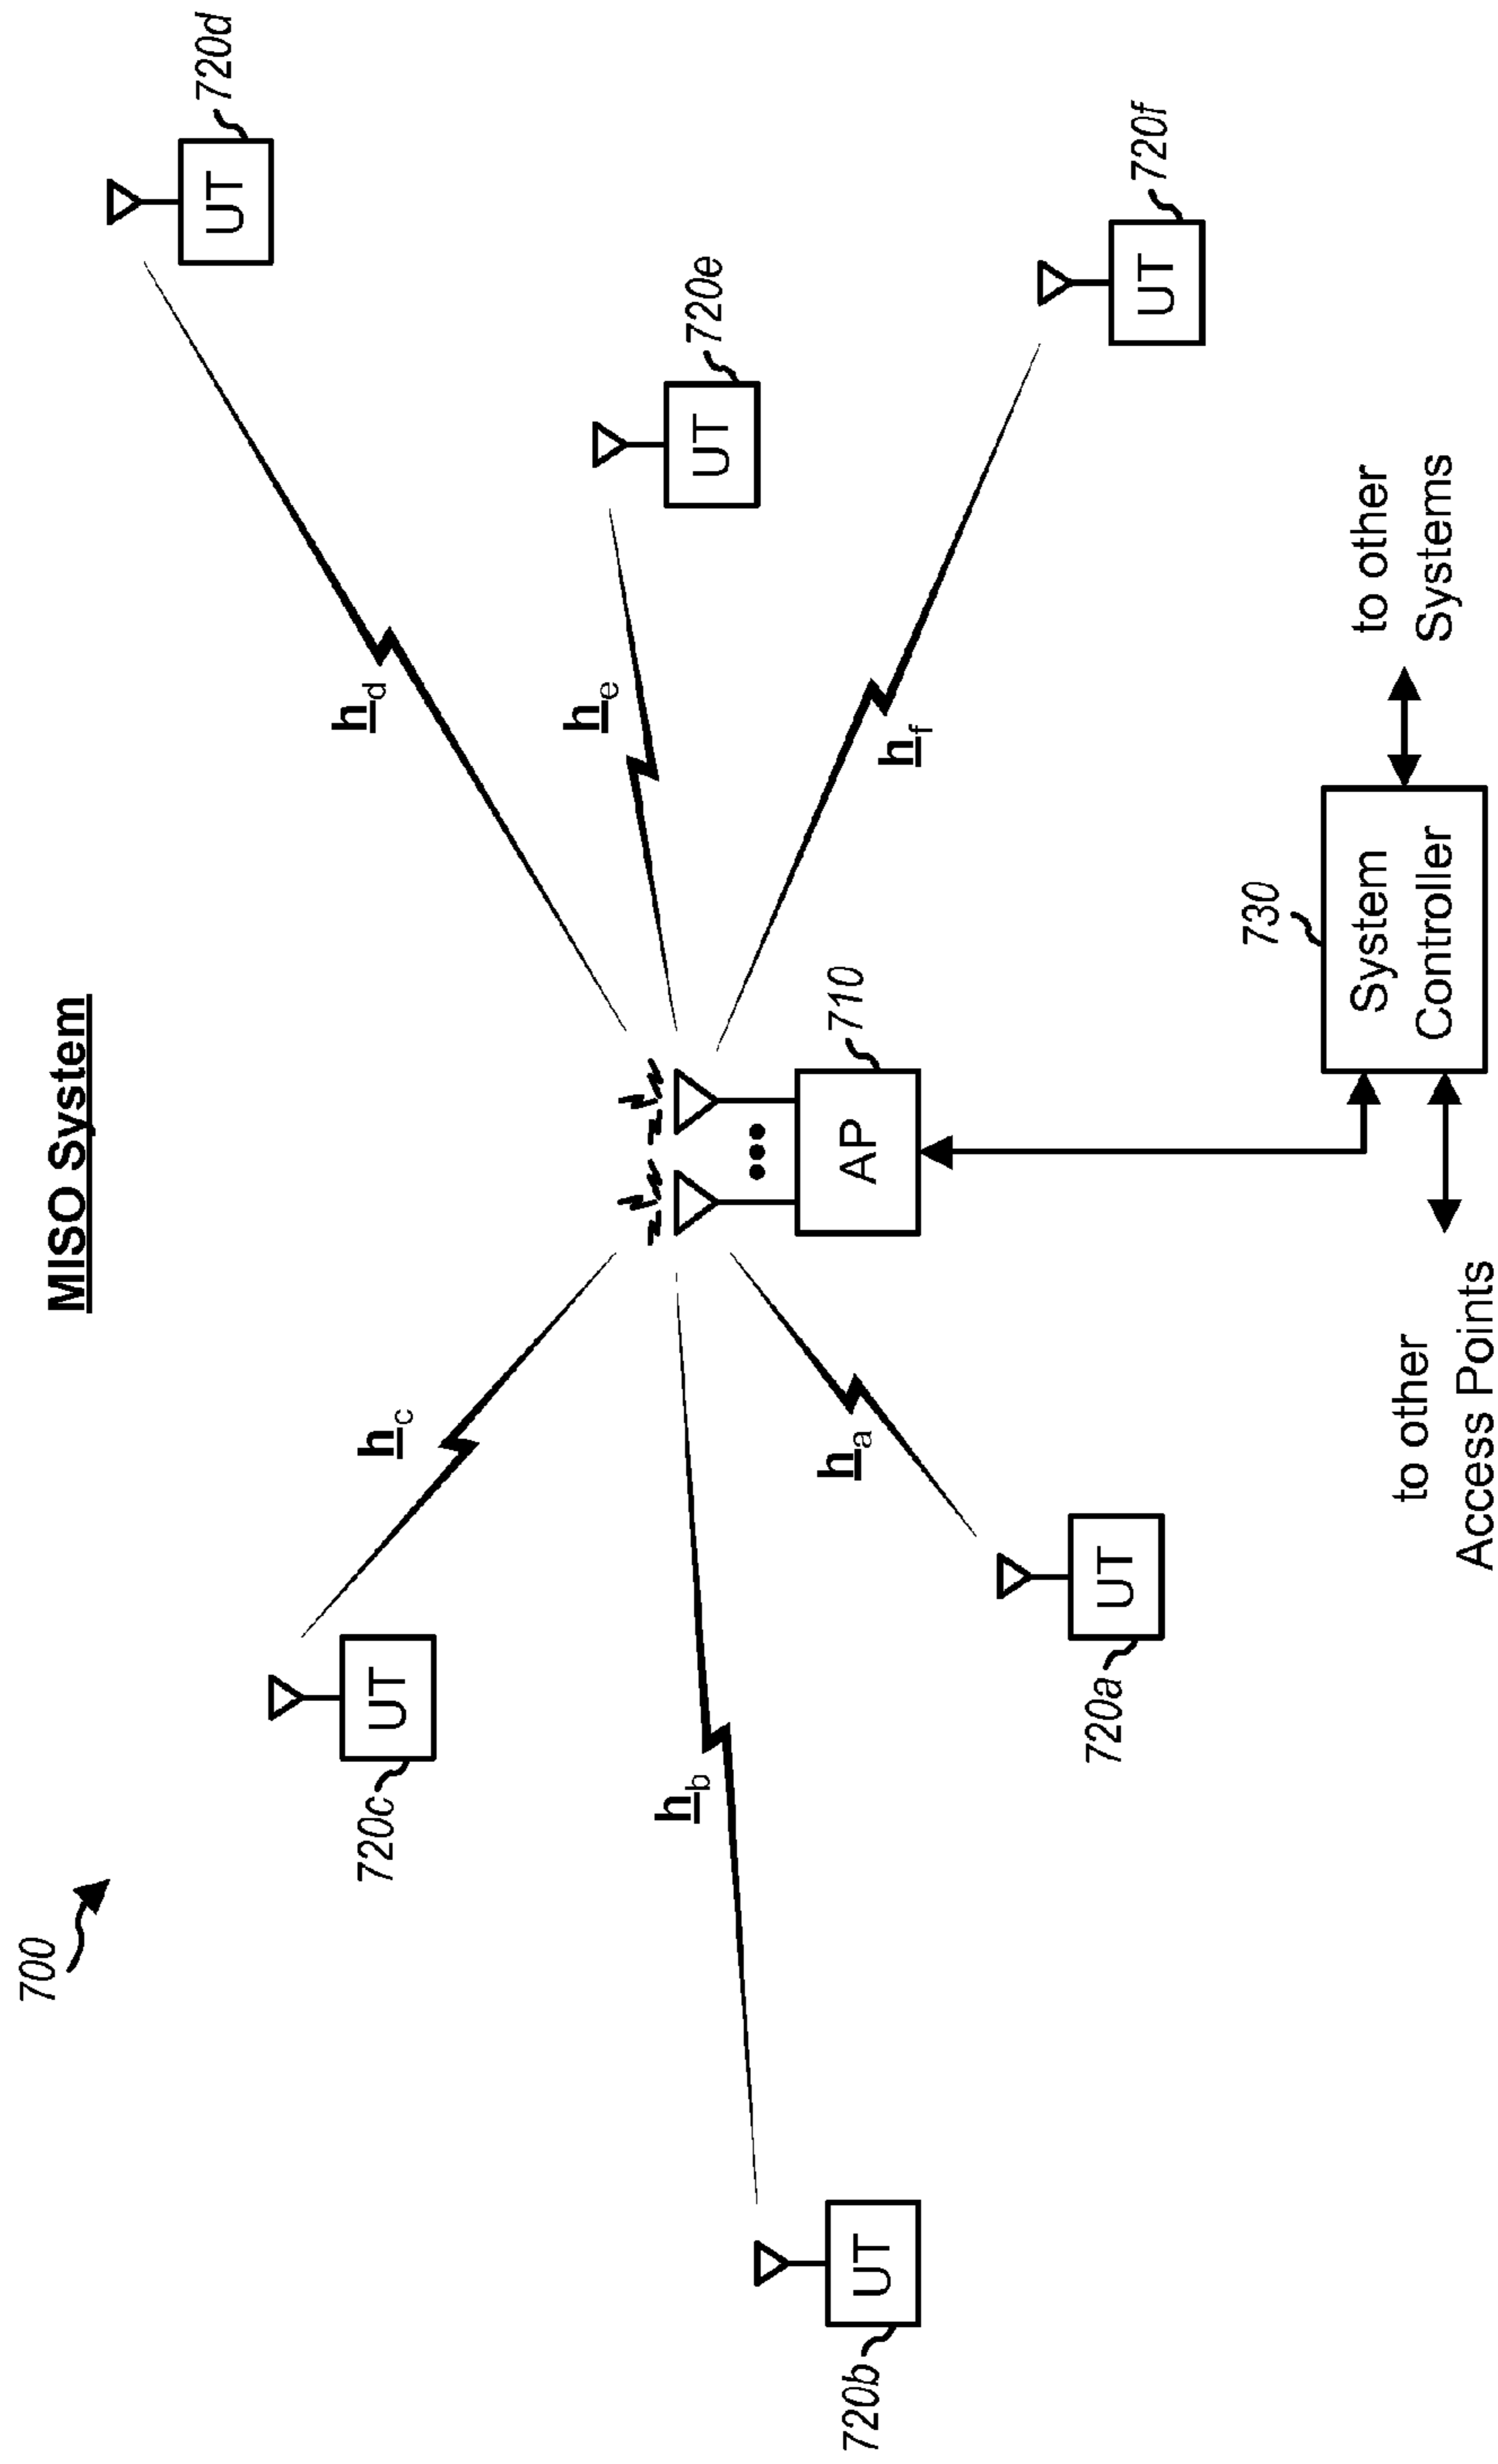 MISO System
700
720d
UT
h_d
720c
UT
h_c
720e
UT
h_e
h_b
720b
UT
710
AP
h_a
720a
UT
h_f
720f
UT
730
System
Controller
to other
Systems
to other
Access Points